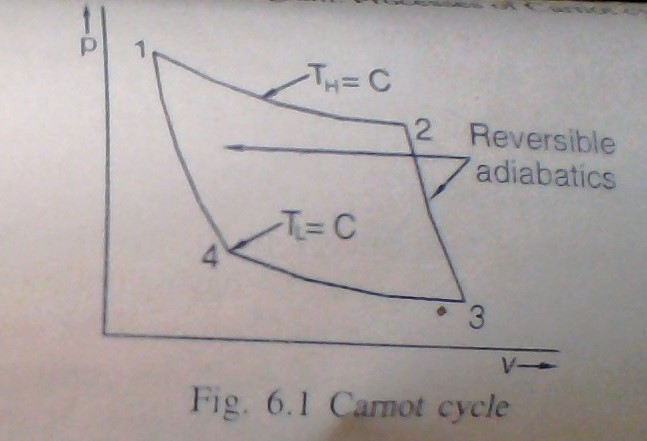 p
1
T_H = C
2
Reversible
adiabatics
T_L = C
4
3
v
Fig. 6.1 Carnot cycle